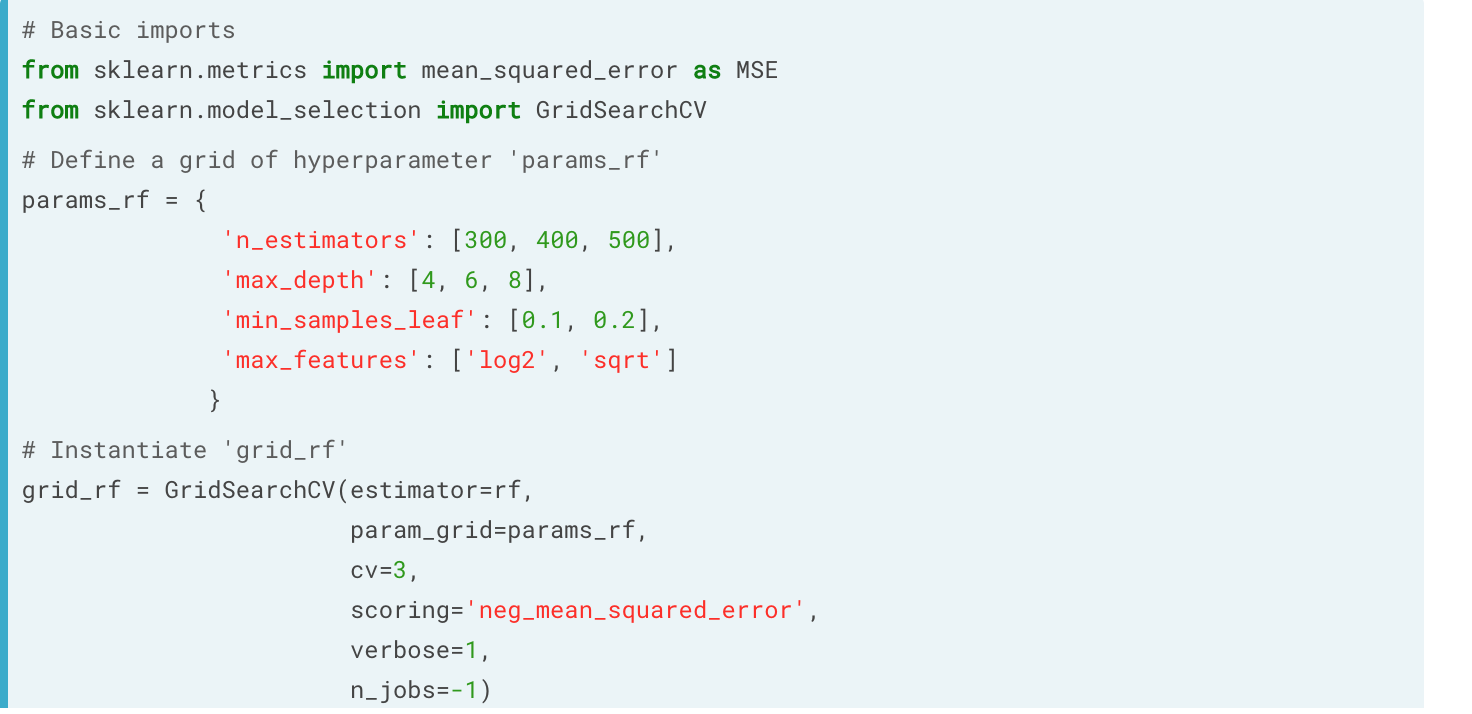 # Basic imports
from sklearn.metrics import mean_squared_error as MSE
from sklearn.model_selection import GridSearchCV
# Define a grid of hyperparameter 'params_rf'
params_rf = {
              'n_estimators': [300, 400, 500],
              'max_depth': [4, 6, 8],
              'min_samples_leaf': [0.1, 0.2],
              'max_features': ['log2', 'sqrt']
             }
# Instantiate 'grid_rf'
grid_rf = GridSearchCV(estimator=rf,
                       param_grid=params_rf,
                       cv=3,
                       scoring='neg_mean_squared_error',
                       verbose=1,
                       n_jobs=-1)